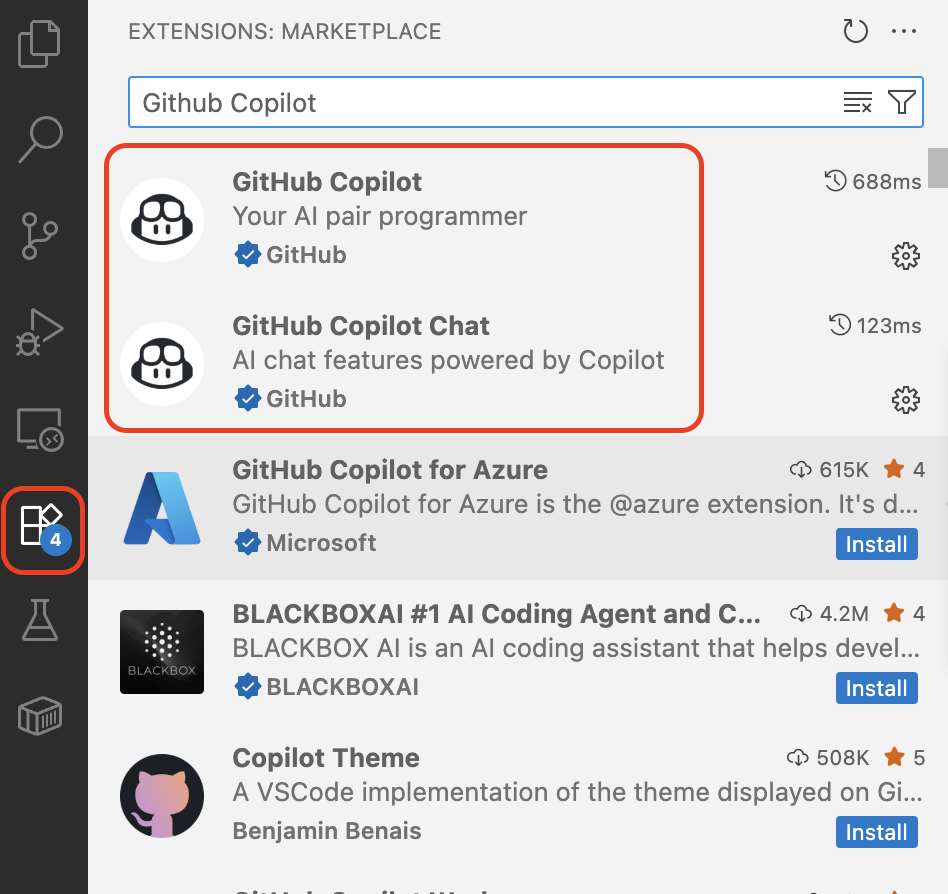 EXTENSIONS: MARKETPLACE
Github Copilot
GitHub Copilot
688ms
Your AI pair programmer
GitHub
GitHub Copilot Chat
123ms
AI chat features powered by Copilot
GitHub
GitHub Copilot for Azure
615K
4
GitHub Copilot for Azure is the @azure extension. It's d...
Microsoft
Install
4
BLACKBOXAI #1 AI Coding Agent and C...
4.2M
4
BLACKBOX
BLACKBOX AI is an AI coding assistant that helps devel...
BLACKBOXAI
Install
Copilot Theme
508K
5
A VSCode implementation of the theme displayed on Gi...
Benjamin Benais
Install